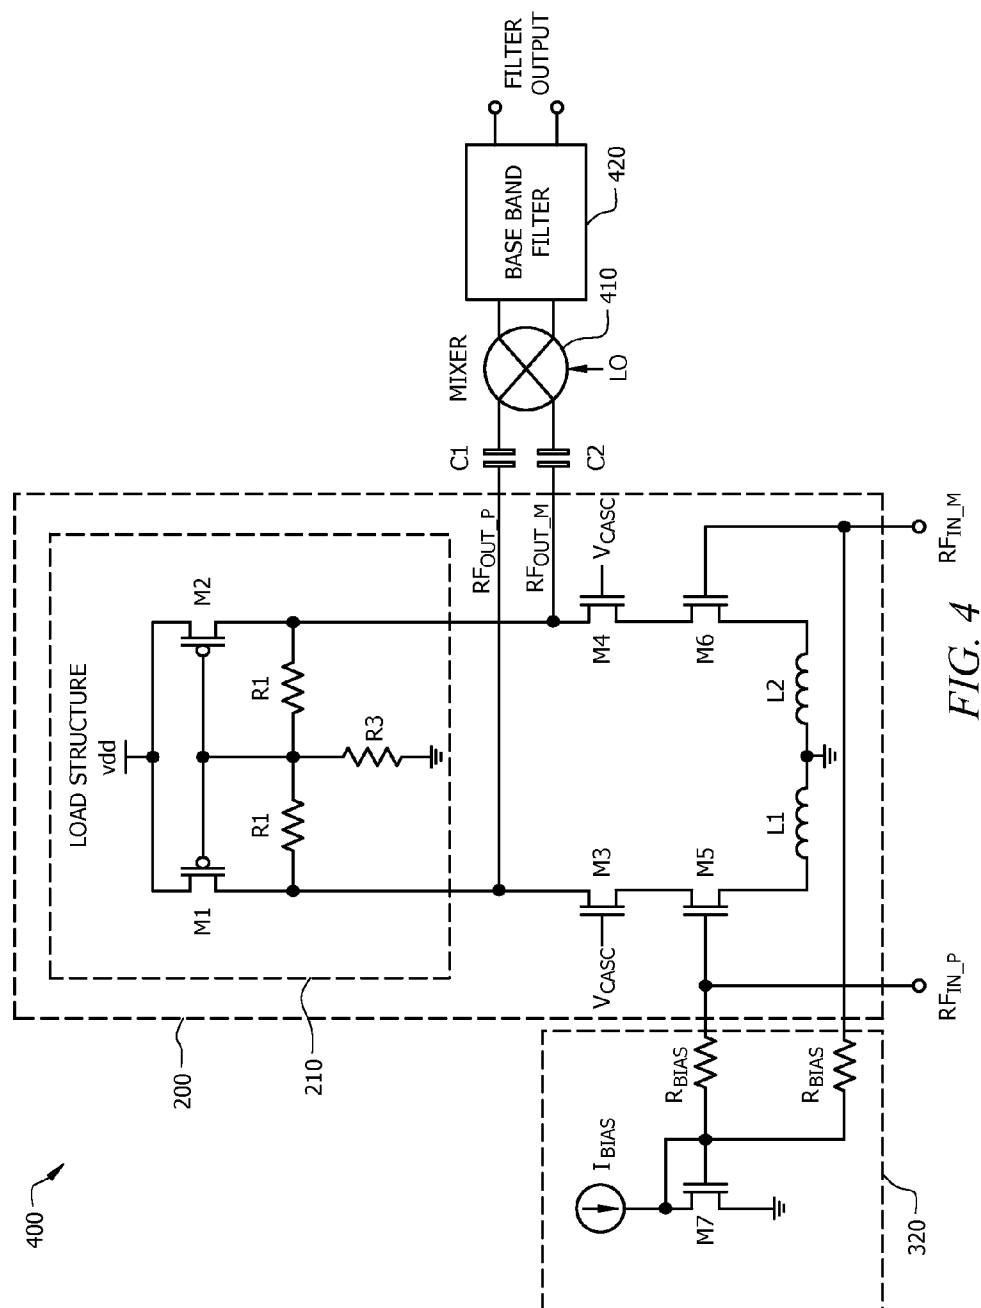 400
200
210
LOAD STRUCTURE
vdd
M1
M2
R1
R1
R3
RFOUT_P
RFOUT_M
C1
C2
MIXER
LO
410
BASE BAND
FILTER
420
FILTER
OUTPUT
VCASC
M3
M4
VCASC
M5
M6
L1
L2
IBIAS
M7
RBIAS
RBIAS
320
RFIN_P
RFIN_M
FIG. 4